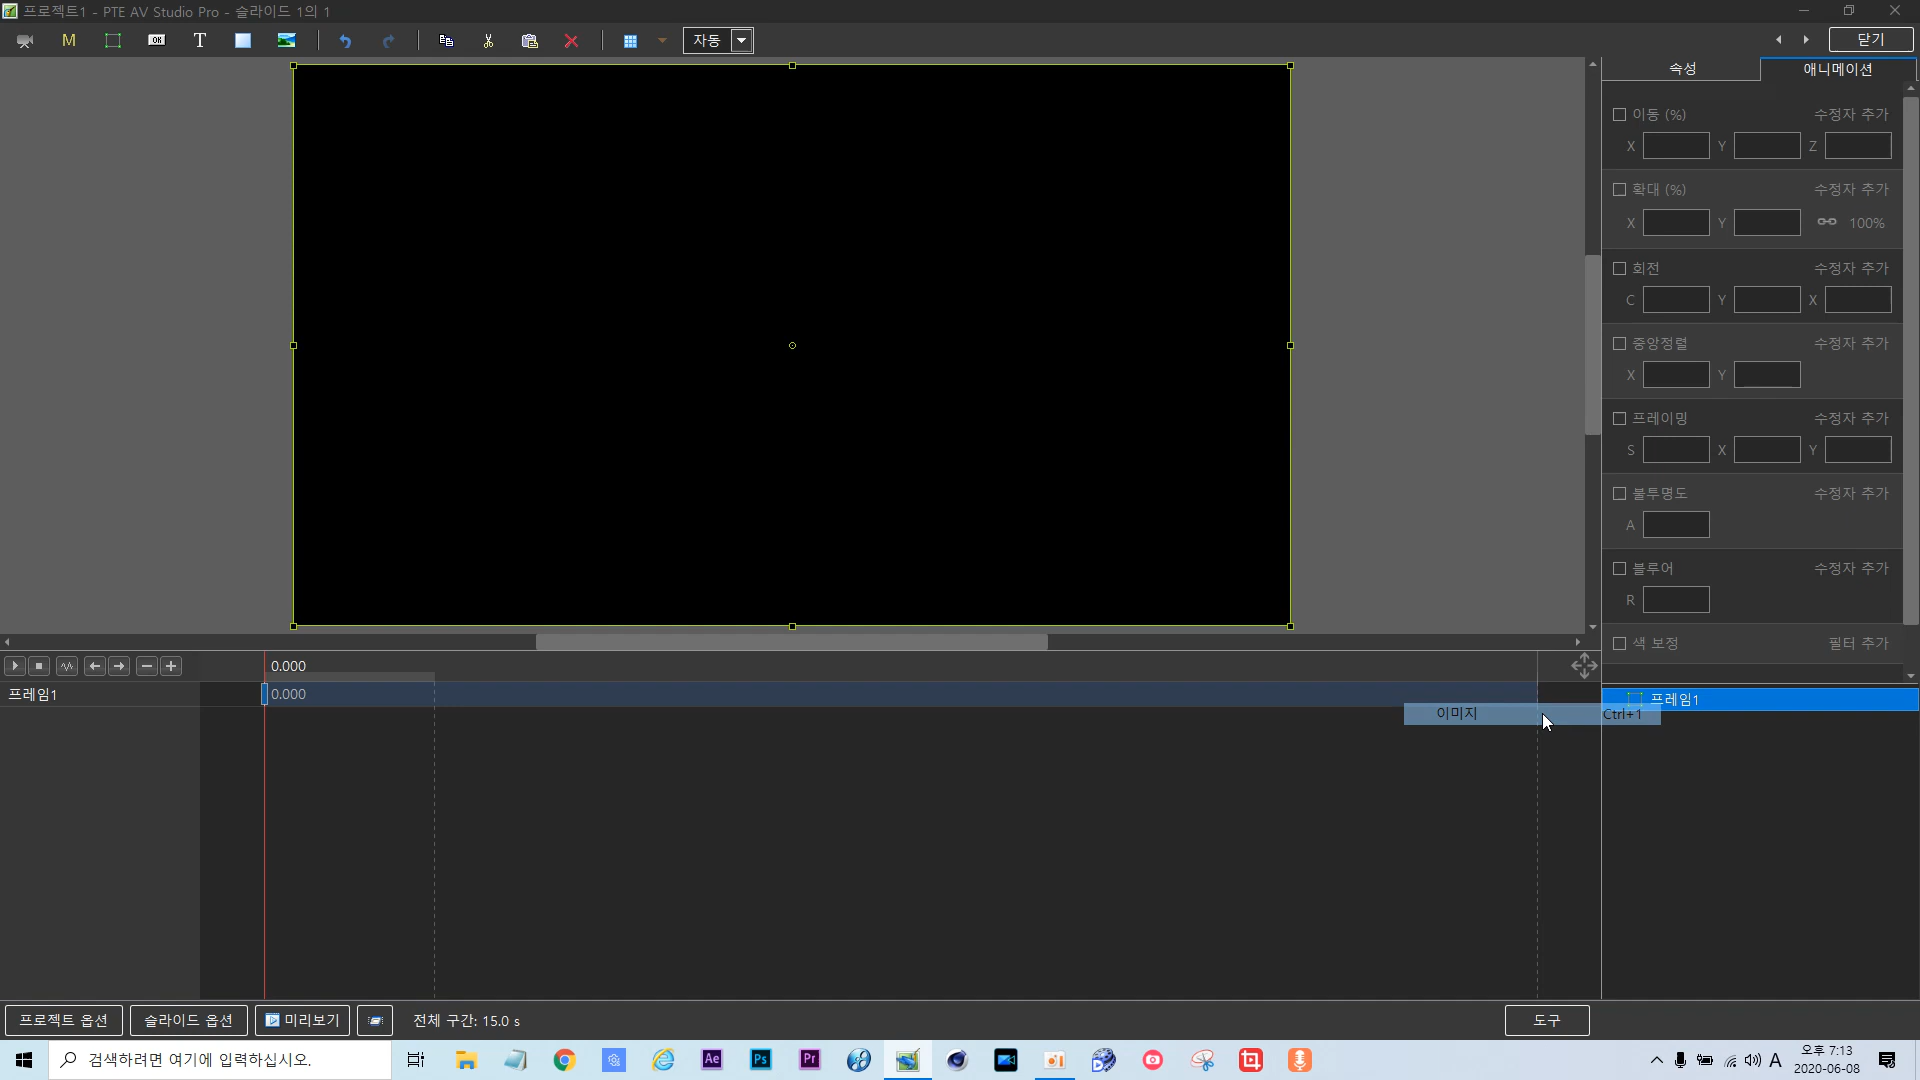 프로젝트1 - PTE AV Studio Pro - 슬라이드 1의 1
M OK T 자동 닫기
속성 애니메이션
이동 (%) 수정자 추가
X Y Z
확대 (%) 수정자 추가
X Y 100%
회전 수정자 추가
C Y X
중앙정렬 수정자 추가
X Y
프레이밍 수정자 추가
S X Y
불투명도 수정자 추가
A
블루어 수정자 추가
R
색 보정 필터 추가
0.000
프레임1 0.000
프레임1
이미지 Ctrl+1
프로젝트 옵션 슬라이드 옵션 미리보기 전체 구간: 15.0 s 도구
검색하려면 여기에 입력하십시오.
Ae Ps Pr
A 오후 7:13
2020-06-08